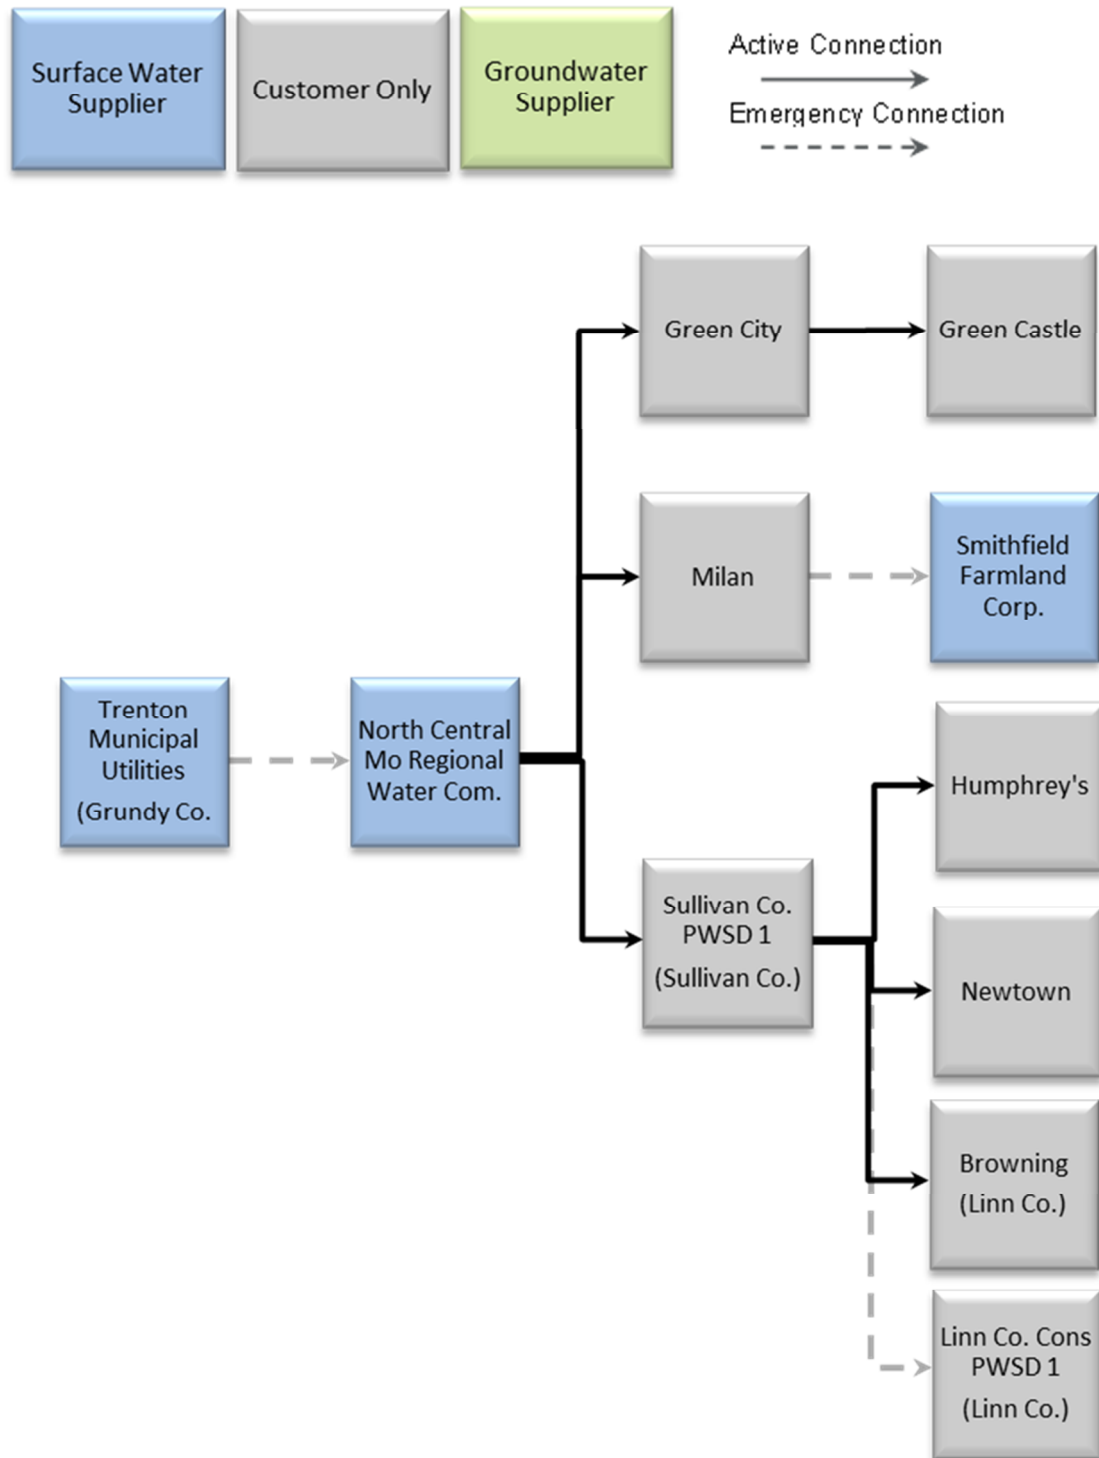 Surface Water
Supplier
Customer Only
Groundwater
Supplier
Active Connection
Emergency Connection
Green City
Green Castle
Milan
Smithfield
Farmland
Corp.
Trenton
Municipal
Utilities
(Grundy Co.
North Central
Mo Regional
Water Com.
Humphrey's
Sullivan Co.
PWSD 1
(Sullivan Co.)
Newtown
Browning
(Linn Co.)
Linn Co. Cons
PWSD 1
(Linn Co.)